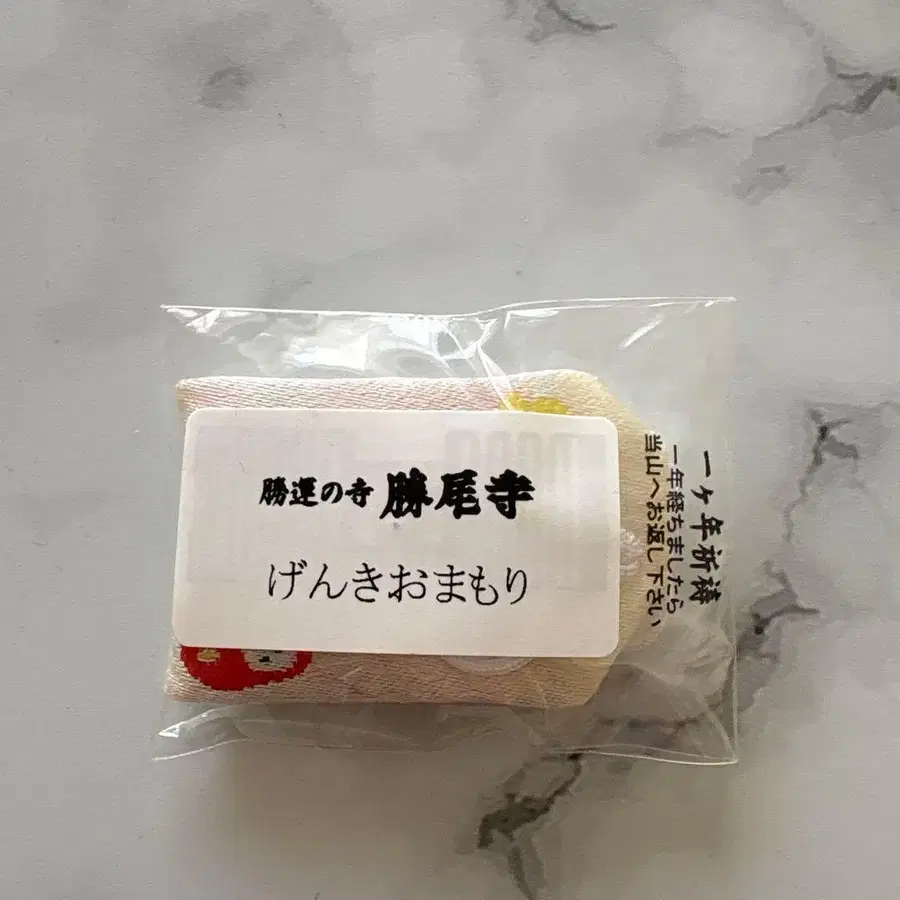 勝運の寺 勝尾寺
げんきおまもり
一ヶ年祈祷
一年経ちましたら
当山へお返し下さい